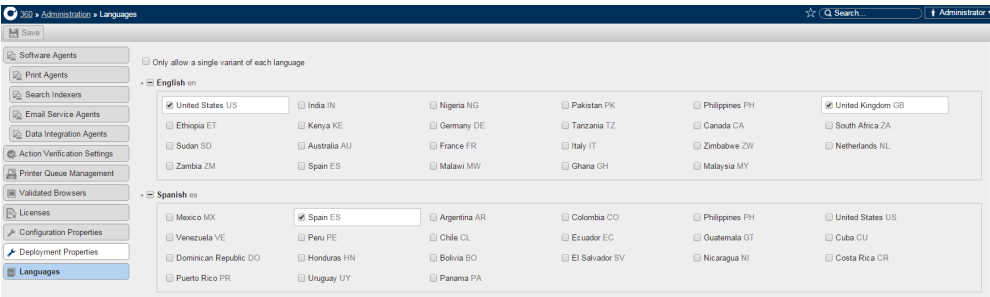 360 » Administration » Languages
Search...
Administrator
Save
Software Agents
Print Agents
Search Indexers
Email Service Agents
Data Integration Agents
Action Verification Settings
Printer Queue Management
Validated Browsers
Licenses
Configuration Properties
Deployment Properties
Languages
Only allow a single variant of each language
English en
United States US India IN Nigeria NG Pakistan PK Philippines PH United Kingdom GB
Ethiopia ET Kenya KE Germany DE Tanzania TZ Canada CA South Africa ZA
Sudan SD Australia AU France FR Italy IT Zimbabwe ZW Netherlands NL
Zambia ZM Spain ES Malawi MW Ghana GH Malaysia MY
Spanish es
Mexico MX Spain ES Argentina AR Colombia CO Philippines PH United States US
Venezuela VE Peru PE Chile CL Ecuador EC Guatemala GT Cuba CU
Dominican Republic DO Honduras HN Bolivia BO El Salvador SV Nicaragua NI Costa Rica CR
Puerto Rico PR Uruguay UY Panama PA